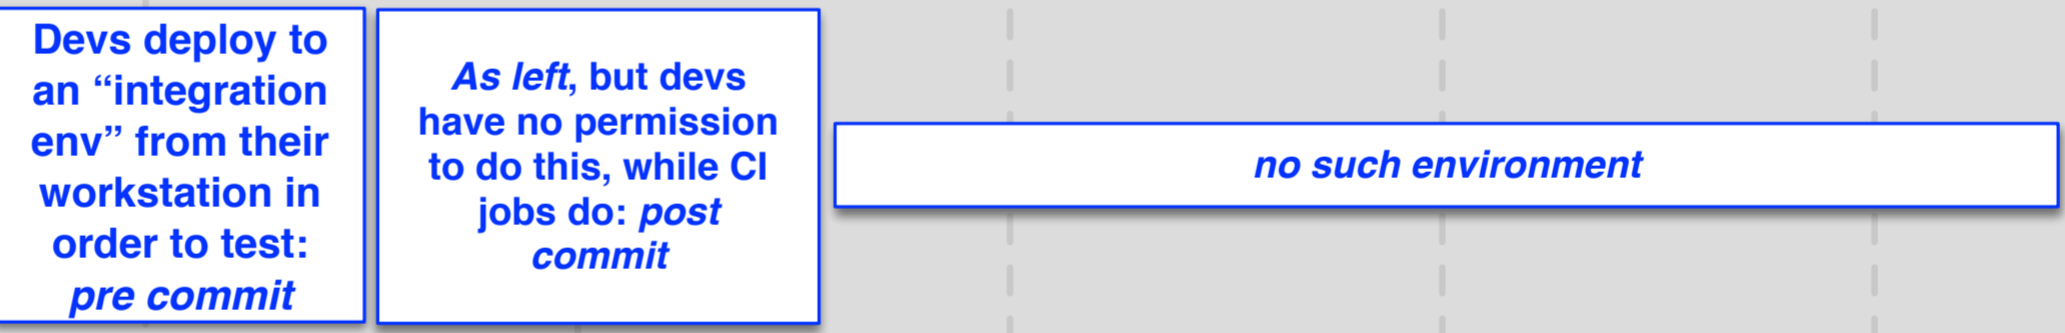 Devs deploy to
an “integration
env” from their
workstation in
order to test:
pre commit
As left, but devs
have no permission
to do this, while CI
jobs do: post
commit
no such environment